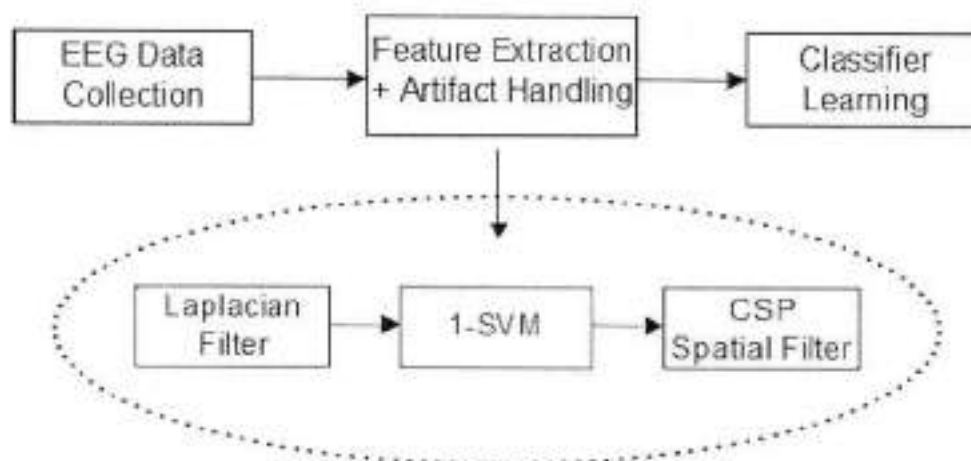 EEG Data
Collection
Feature Extraction
+ Artifact Handling
Classifier
Learning
Laplacian
Filter
1-SVM
CSP
Spatial Filter